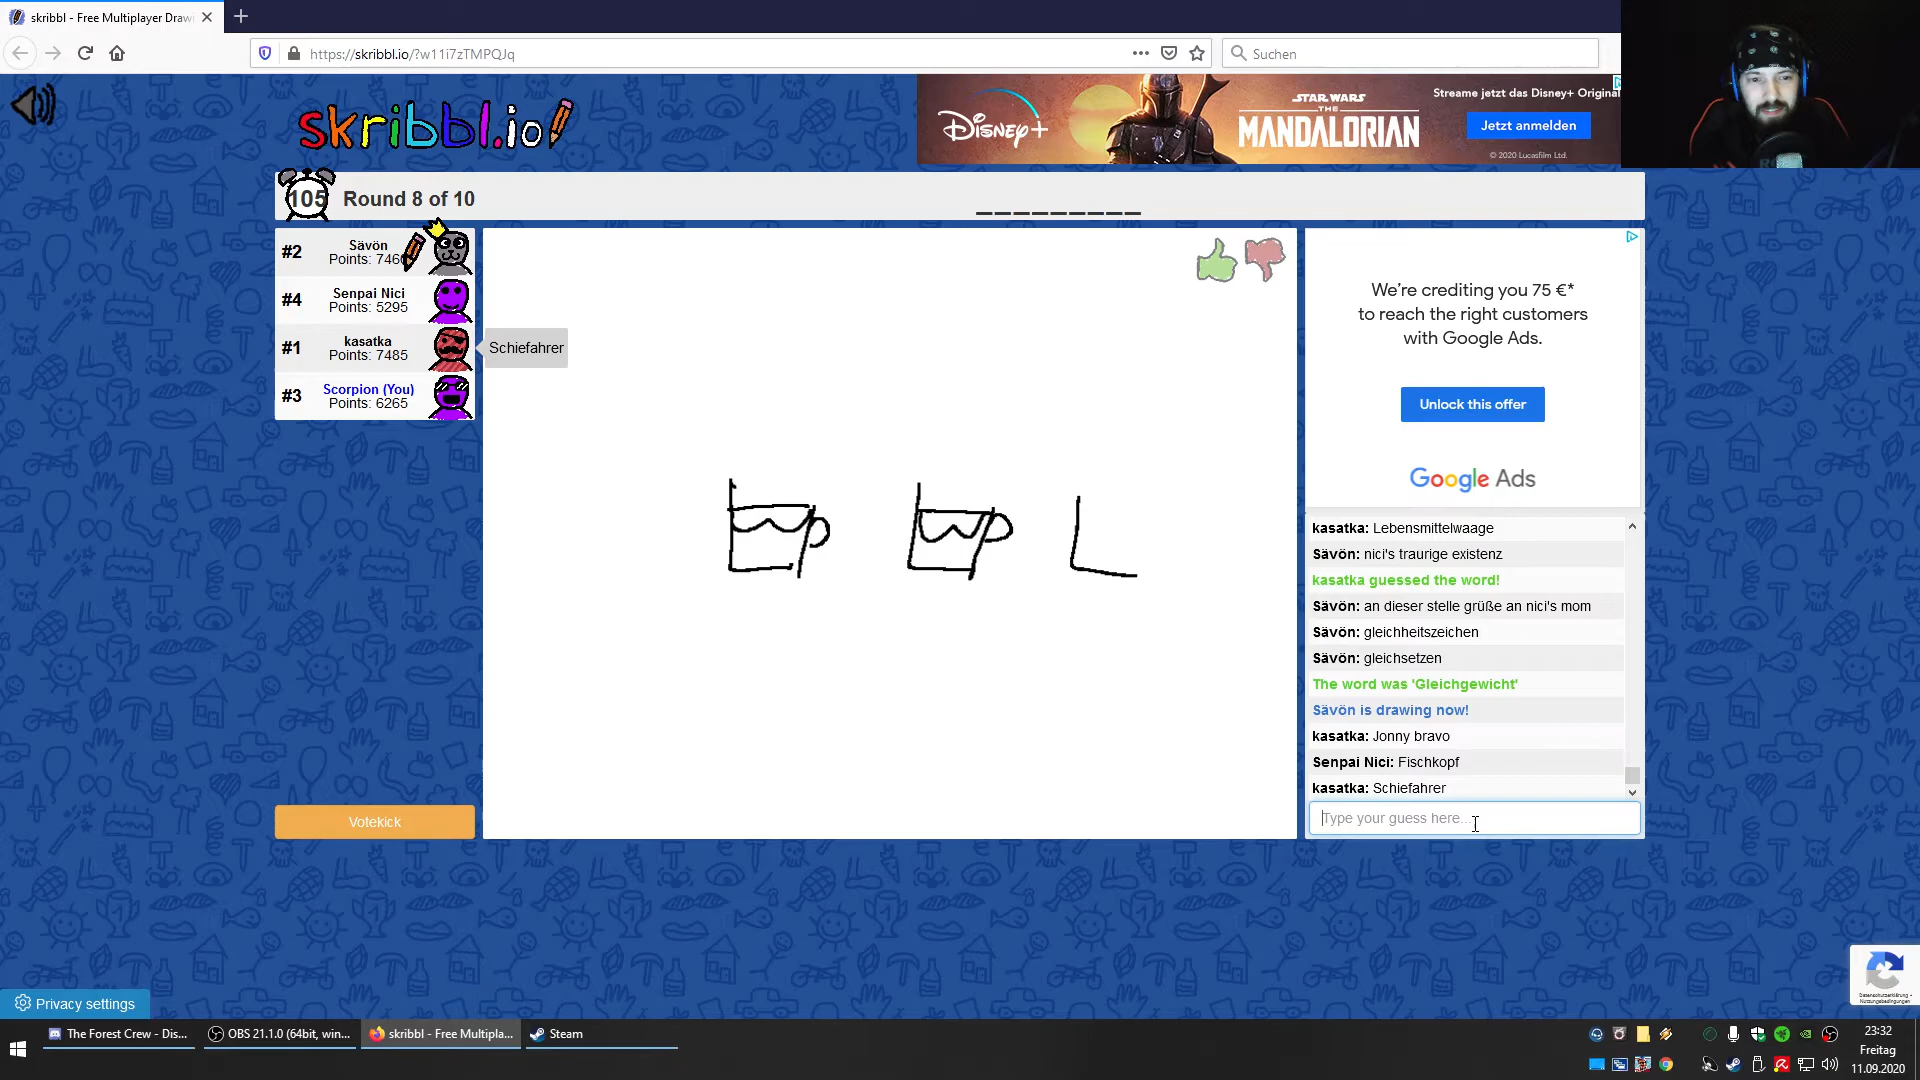 skribbl - Free Multiplayer Drawi
https://skribbl.io/?w11i7zTMPQJq
Suchen
skribbl.io
Disney+
STAR WARS
THE
MANDALORIAN
Streame jetzt das Disney+ Original
Jetzt anmelden
© 2020 Lucasfilm Ltd.
105
Round 8 of 10
_________
#2
Sävön
Points: 7460
#4
Senpai Nici
Points: 5295
#1
kasatka
Points: 7485
Schiefahrer
#3
Scorpion (You)
Points: 6265
Votekick
We're crediting you 75 €*
to reach the right customers
with Google Ads.
Unlock this offer
Google Ads
kasatka: Lebensmittelwaage
Sävön: nici's traurige existenz
kasatka guessed the word!
Sävön: an dieser stelle grüße an nici's mom
Sävön: gleichheitszeichen
Sävön: gleichsetzen
The word was 'Gleichgewicht'
Sävön is drawing now!
kasatka: Jonny bravo
Senpai Nici: Fischkopf
kasatka: Schiefahrer
Type your guess here...
Privacy settings
The Forest Crew - Dis...
OBS 21.1.0 (64bit, win...
skribbl - Free Multipla...
Steam
23:32
Freitag
11.09.2020